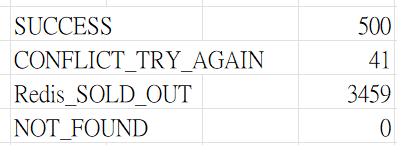 SUCCESS 500
CONFLICT_TRY_AGAIN 41
Redis_SOLD_OUT 3459
NOT_FOUND 0